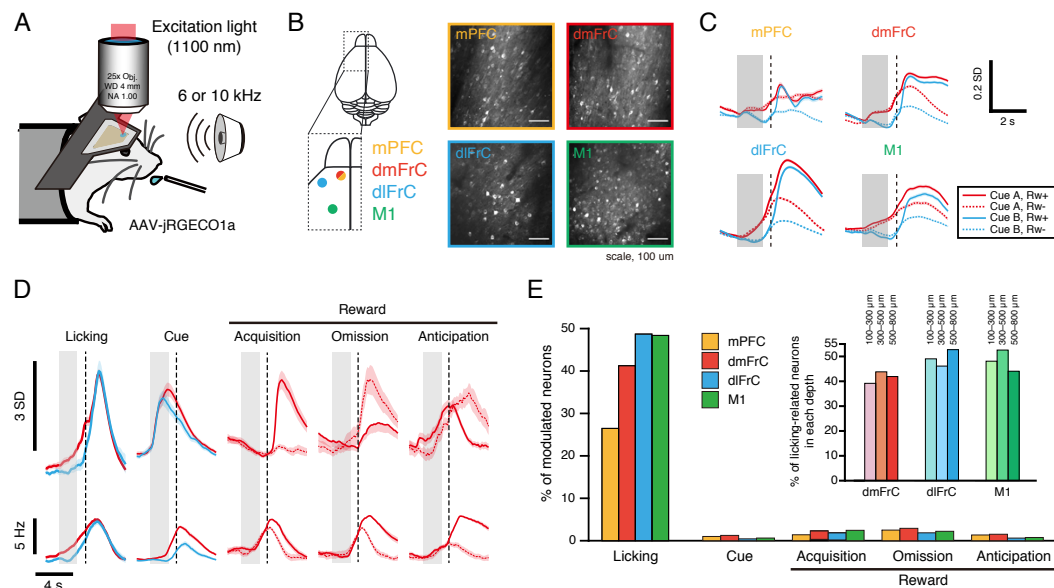 A
Excitation light
(1100 nm)
25x Obj.
WD 4 mm
NA 1.00
6 or 10 kHz
AAV-jRGECO1a
B
mPFC
dmFrC
dlFrC
M1
mPFC
dmFrC
dlFrC
M1
scale, 100 um
C
mPFC
dmFrC
0.2 SD
2 s
dlFrC
M1
Cue A, Rw+
Cue A, Rw-
Cue B, Rw+
Cue B, Rw-
D
Reward
Licking
Cue
Acquisition
Omission
Anticipation
3 SD
5 Hz
4 s
E
% of modulated neurons
50
40
30
20
10
0
mPFC
dmFrC
dlFrC
M1
% of licking-related neurons
in each depth
55
50
40
30
20
10
0
100–300 μm
300–500 μm
500–800 μm
100–300 μm
300–500 μm
500–800 μm
100–300 μm
300–500 μm
500–800 μm
dmFrC
dlFrC
M1
Licking
Cue
Acquisition
Omission
Anticipation
Reward